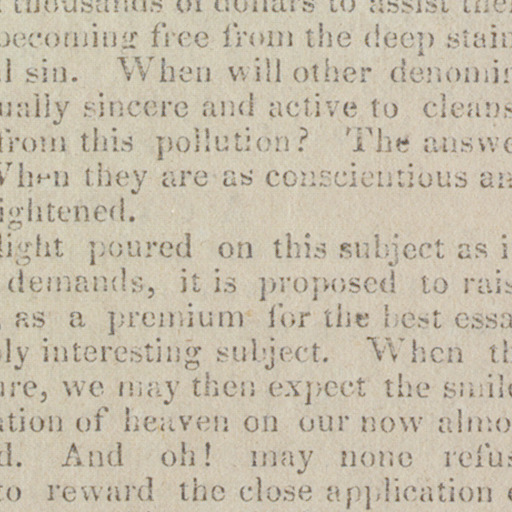 thousands of dollars to assist the
becoming free from the deep stain
l sin. When will other denomin
ually sincere and active to cleans
from this pollution? The answe
When they are as conscientious an
ightened.
light poured on this subject as i
demands, it is proposed to rais
as a premium for the best essa
ly interesting subject. When th
ure, we may then expect the smile
ation of heaven on our now almo
d. And oh! may none refus
to reward the close application